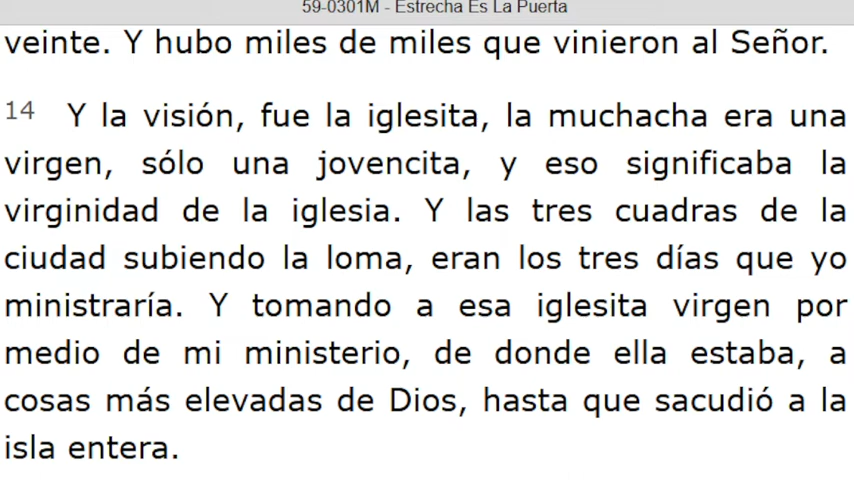 59-0301M - Estrecha Es La Puerta
veinte. Y hubo miles de miles que vinieron al Señor.
14 Y la visión, fue la iglesita, la muchacha era una
virgen, sólo una jovencita, y eso significaba la
virginidad de la iglesia. Y las tres cuadras de la
ciudad subiendo la loma, eran los tres días que yo
ministraría. Y tomando a esa iglesita virgen por
medio de mi ministerio, de donde ella estaba, a
cosas más elevadas de Dios, hasta que sacudió a la
isla entera.